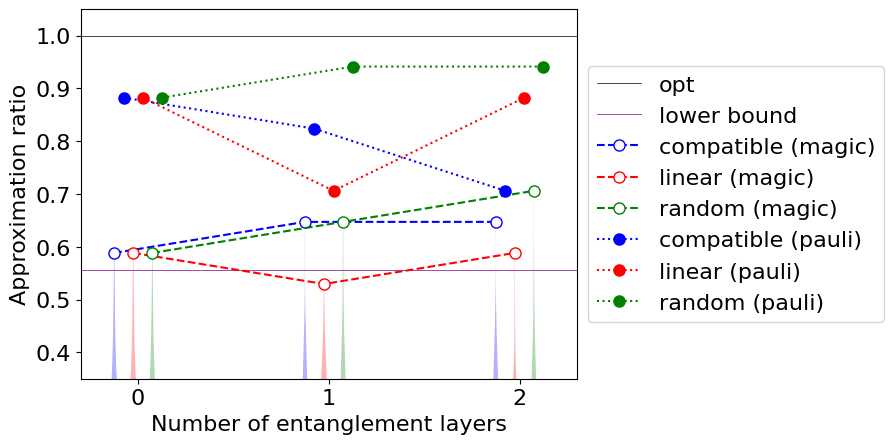 1.0
0.9
0.8
0.7
0.6
0.5
0.4
Approximation ratio
0 1 2
Number of entanglement layers
opt
lower bound
compatible (magic)
linear (magic)
random (magic)
compatible (pauli)
linear (pauli)
random (pauli)